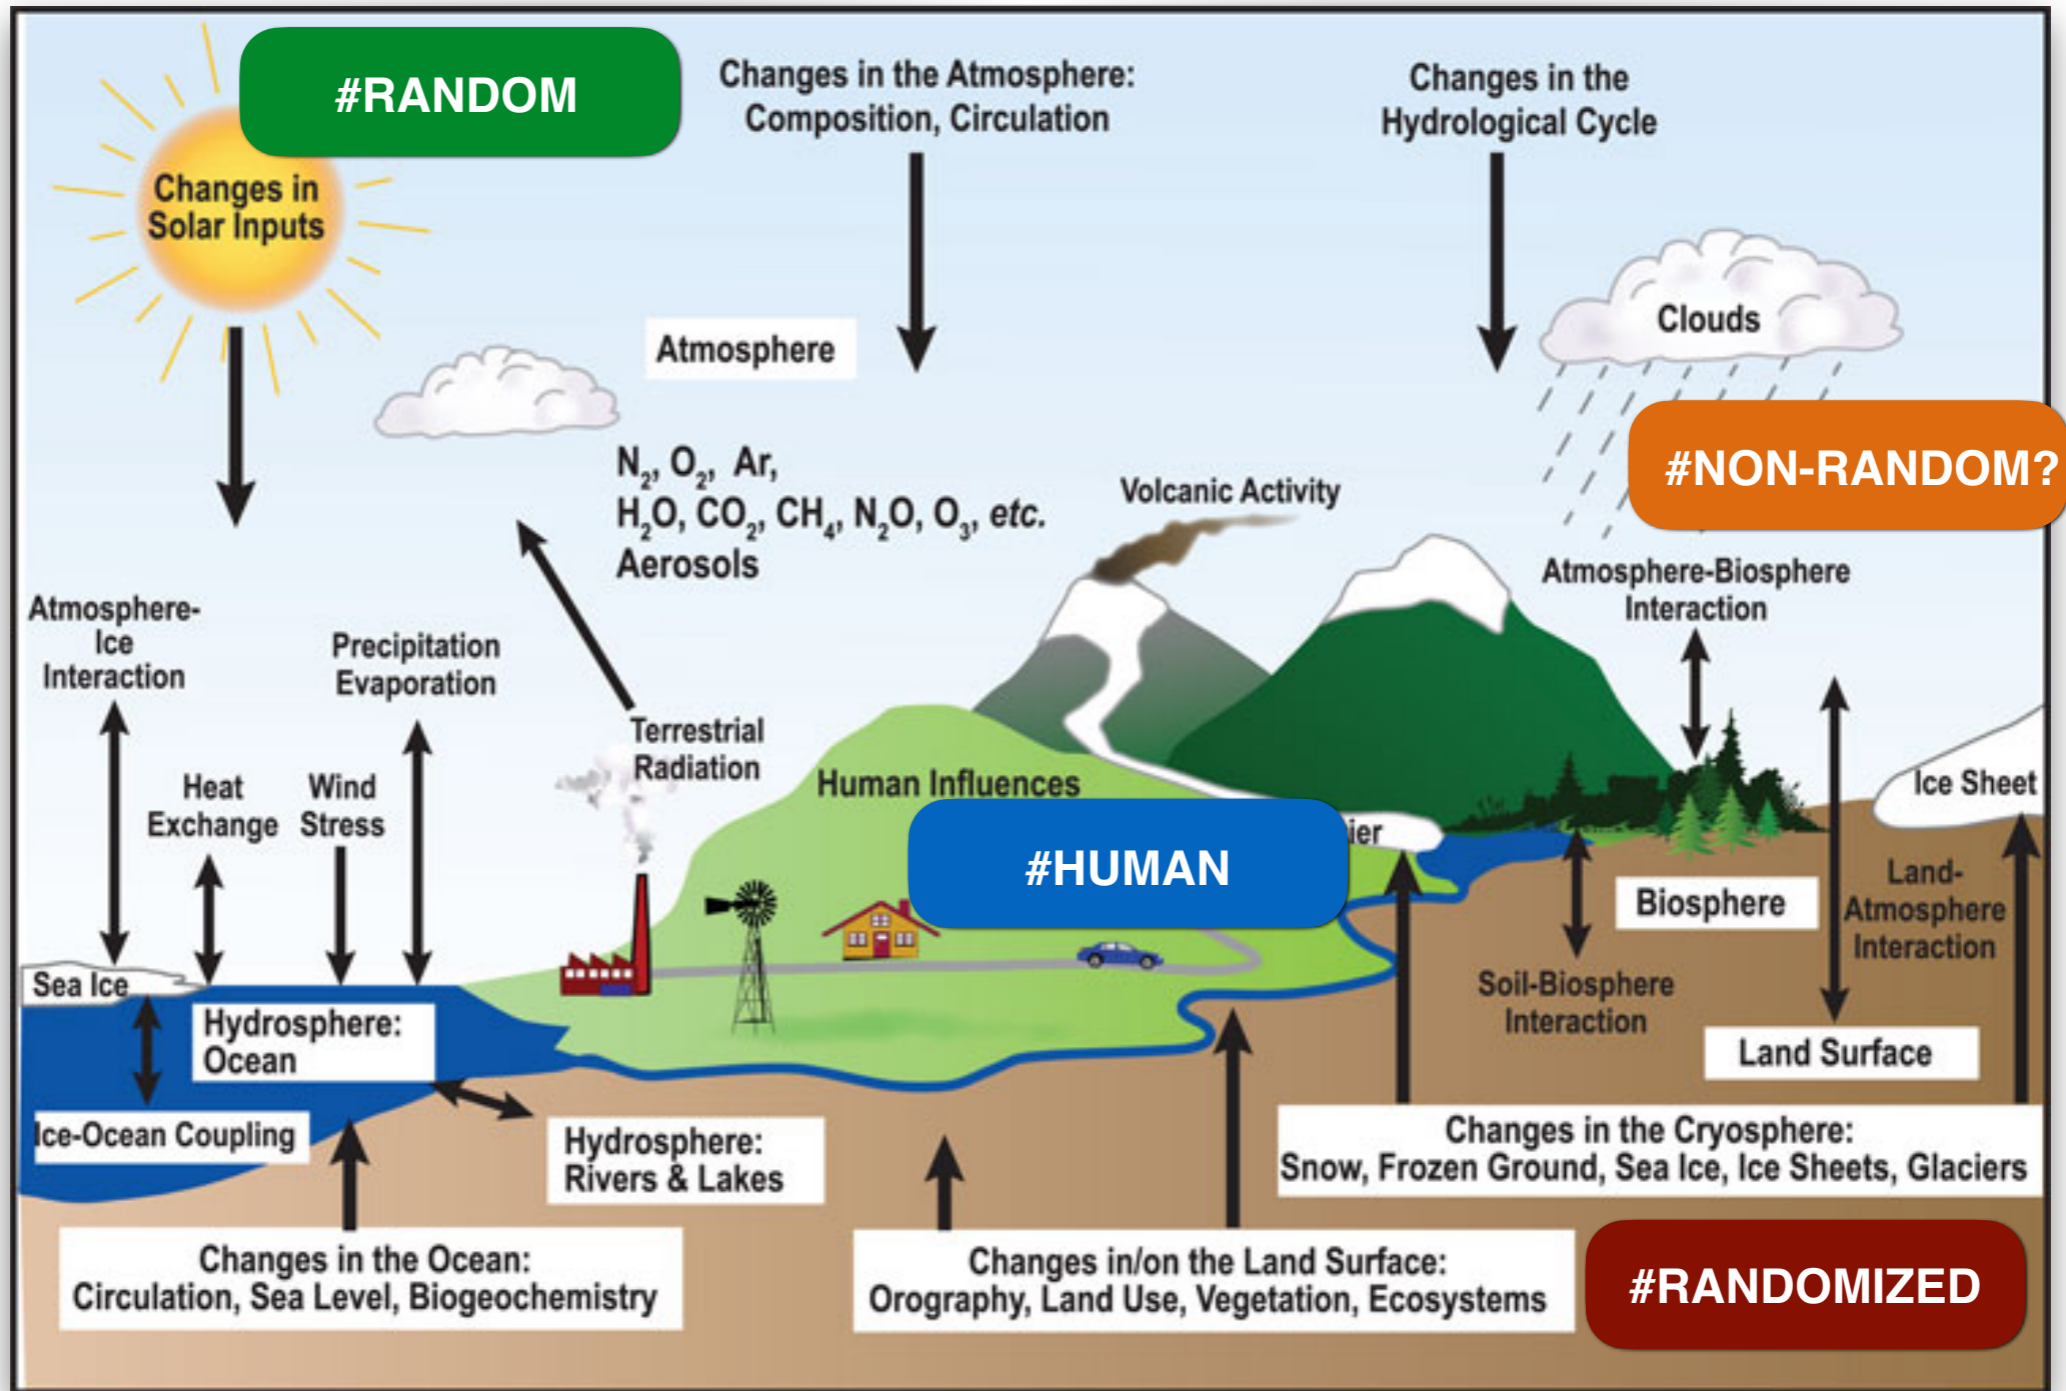 #RANDOM
Changes in the Atmosphere:
Composition, Circulation
Changes in the
Hydrological Cycle
Changes in
Solar Inputs
Clouds
Atmosphere
N₂, O₂, Ar,
H₂O, CO₂, CH₄, N₂O, O₃, etc.
Aerosols
Volcanic Activity
#NON-RANDOM?
Atmosphere-Biosphere
Interaction
Atmosphere-
Ice
Interaction
Precipitation
Evaporation
Terrestrial
Radiation
Heat
Exchange
Wind
Stress
Human Influences
#HUMAN
ier
Ice Sheet
Land-
Atmosphere
Interaction
Biosphere
Soil-Biosphere
Interaction
Land Surface
Sea Ice
Hydrosphere:
Ocean
Ice-Ocean Coupling
Hydrosphere:
Rivers & Lakes
Changes in the Cryosphere:
Snow, Frozen Ground, Sea Ice, Ice Sheets, Glaciers
Changes in the Ocean:
Circulation, Sea Level, Biogeochemistry
Changes in/on the Land Surface:
Orography, Land Use, Vegetation, Ecosystems
#RANDOMIZED